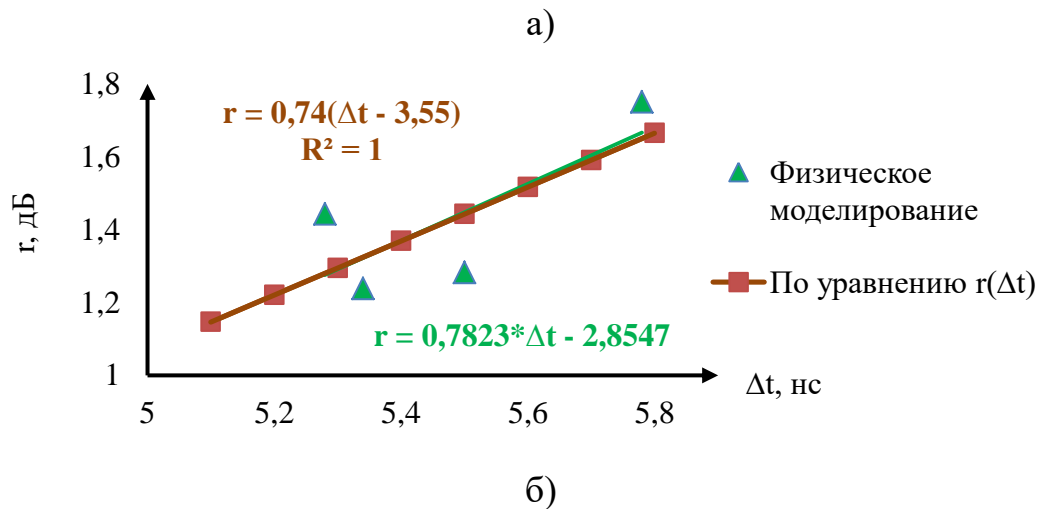 а)
r, дБ
1,8
1,6
1,4
1,2
1
r = 0,74(Δt - 3,55)
R² = 1
r = 0,7823*Δt - 2,8547
Физическое
моделирование
По уравнению r(Δt)
5
5,2
5,4
5,6
5,8
Δt, нс
б)